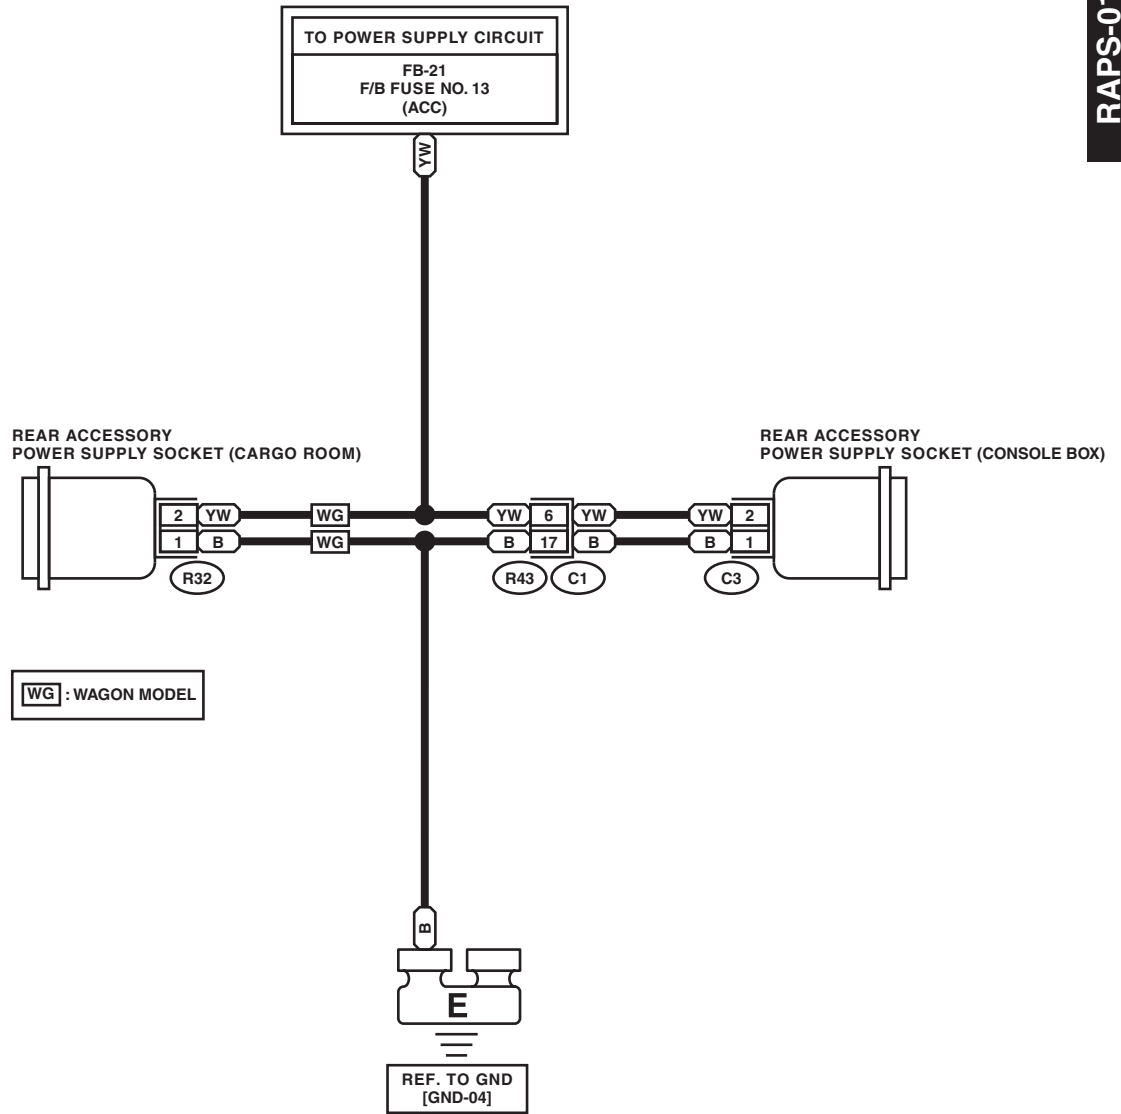 RAPS-01
TO POWER SUPPLY CIRCUIT
FB-21
F/B FUSE NO. 13
(ACC)
YW
REAR ACCESSORY
POWER SUPPLY SOCKET (CARGO ROOM)
REAR ACCESSORY
POWER SUPPLY SOCKET (CONSOLE BOX)
2 YW WG YW 6 YW YW 2
1 B WG B 17 B B 1
R32 R43 C1 C3
WG : WAGON MODEL
B
E
REF. TO GND
[GND-04]